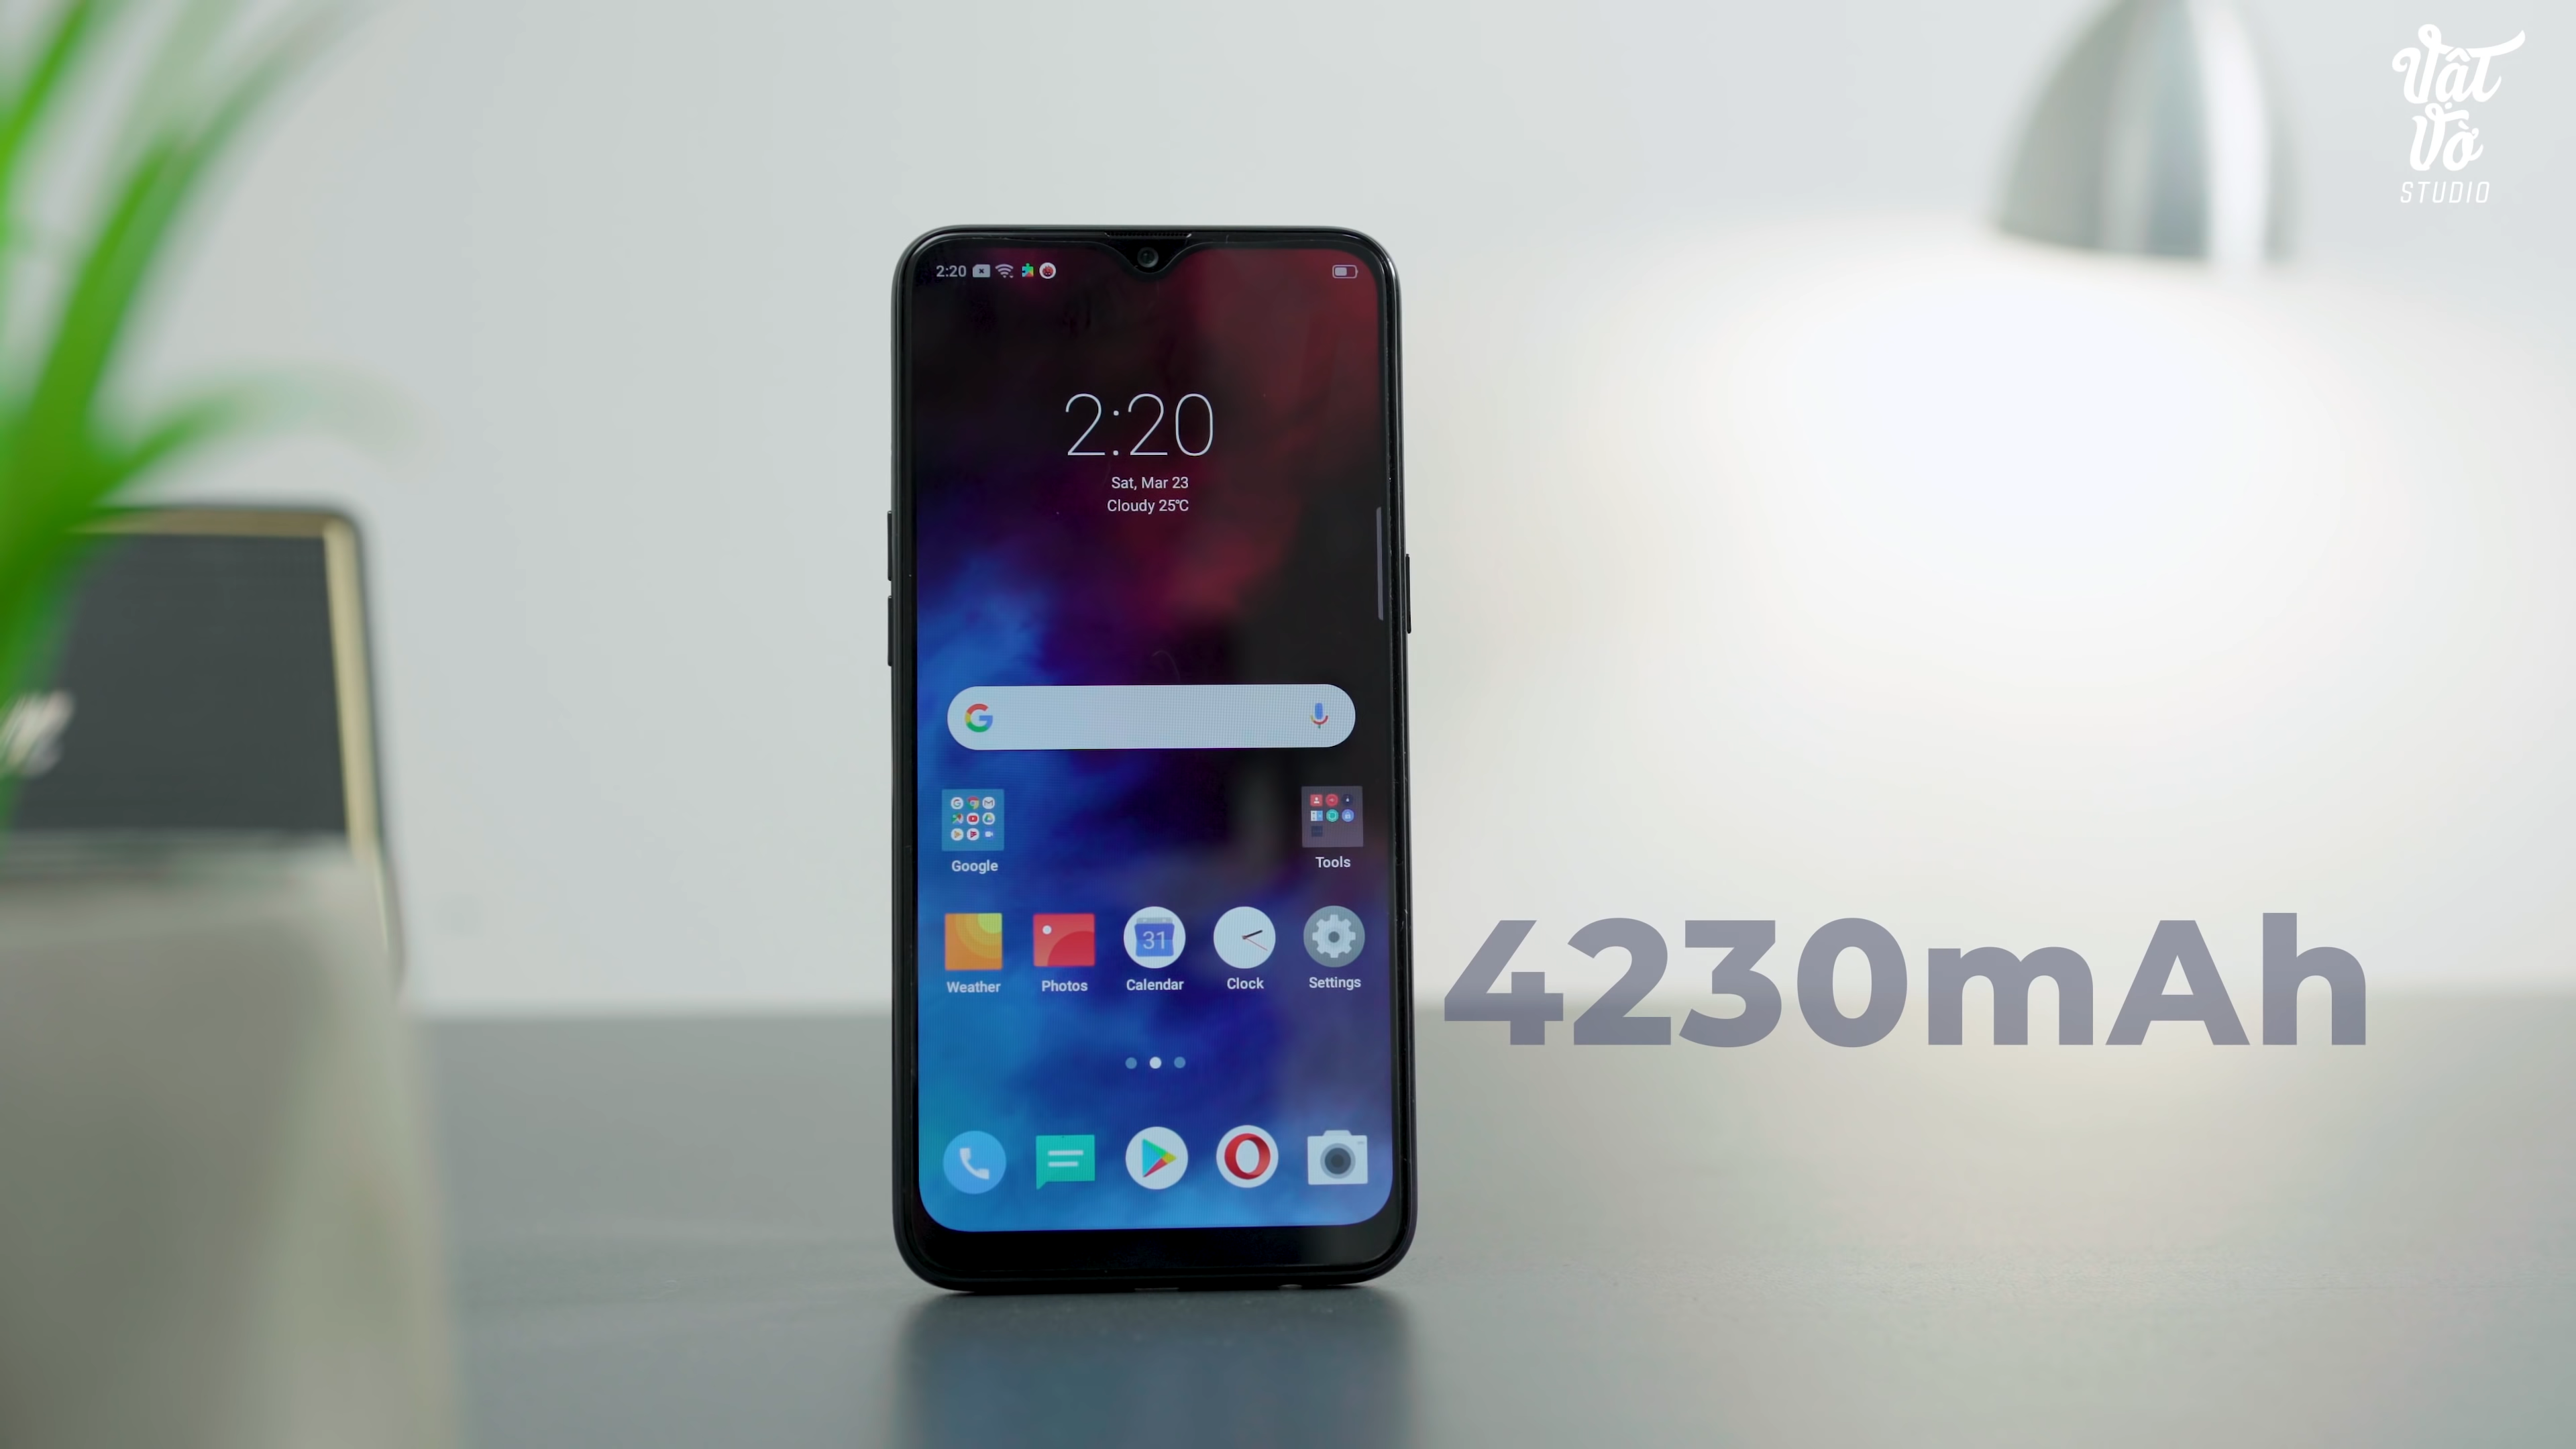 Vật
Vờ
STUDIO
2:20
2:20
Sat, Mar 23
Cloudy 25°C
Google
Tools
31
Weather
Photos
Calendar
Clock
Settings
4230mAh